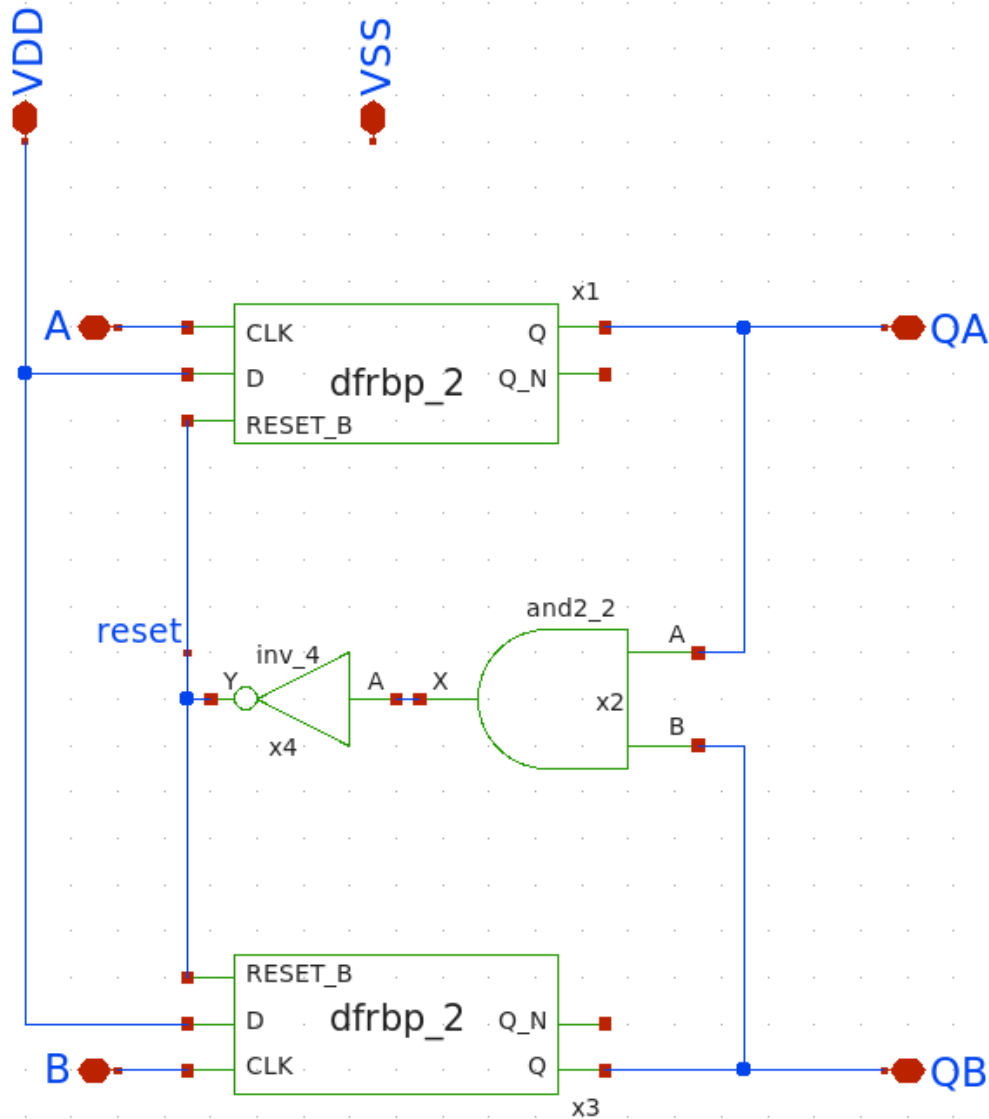 VDD
VSS
x1
A
CLK
Q
QA
D
dfrbp_2
Q_N
RESET_B
and2_2
reset
inv_4
A
Y
A
X
x2
x4
B
RESET_B
D
dfrbp_2
Q_N
B
CLK
Q
QB
x3